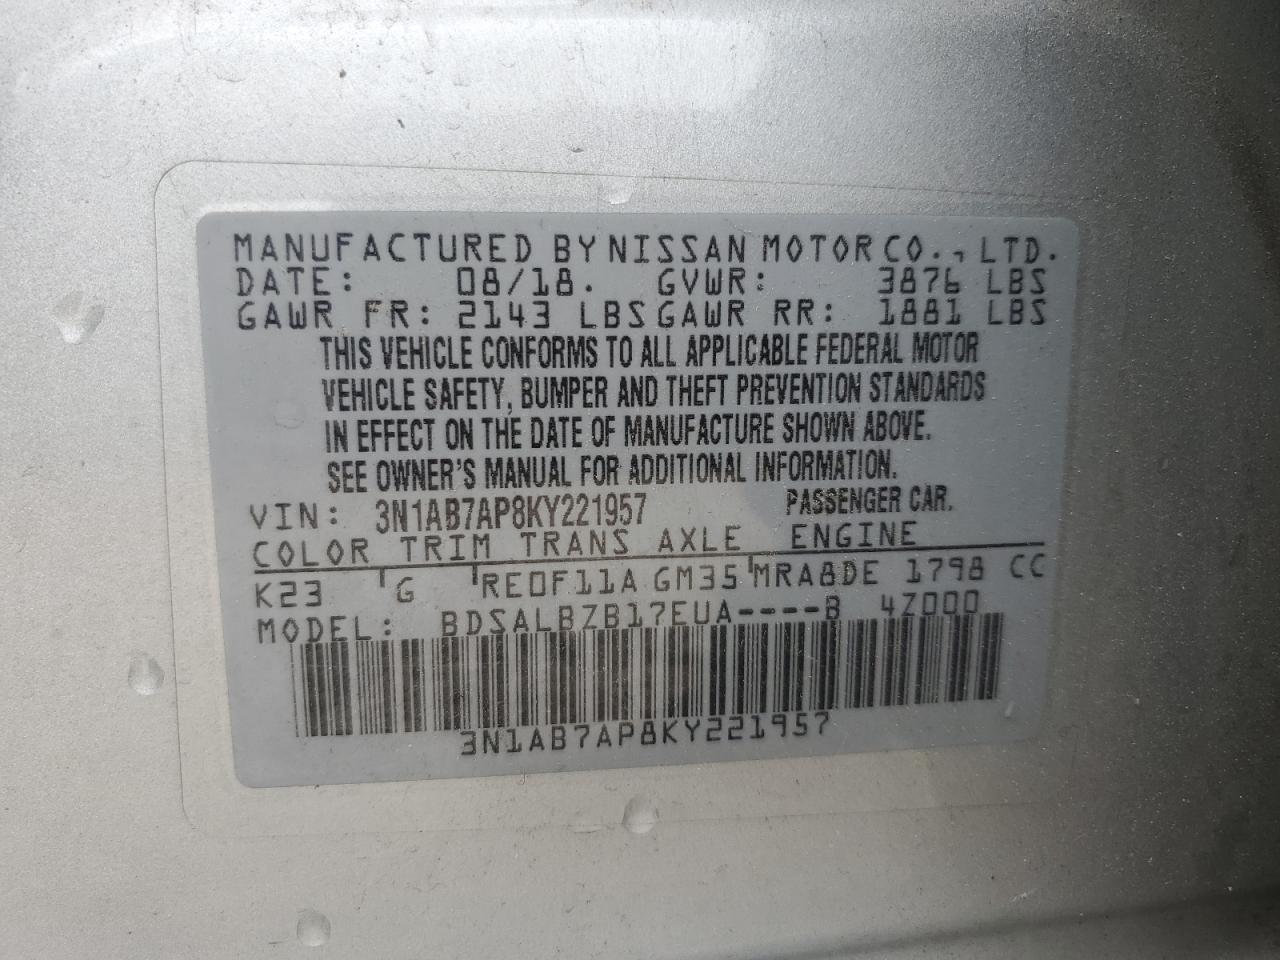 MANUFACTURED BY NISSAN MOTOR CO., LTD.
DATE: 08/18. GVWR: 3876 LBS
GAWR FR: 2143 LBS GAWR RR: 1881 LBS
THIS VEHICLE CONFORMS TO ALL APPLICABLE FEDERAL MOTOR
VEHICLE SAFETY, BUMPER AND THEFT PREVENTION STANDARDS
IN EFFECT ON THE DATE OF MANUFACTURE SHOWN ABOVE.
SEE OWNER'S MANUAL FOR ADDITIONAL INFORMATION.
VIN: 3N1AB7AP8KY221957 PASSENGER CAR.
COLOR TRIM TRANS AXLE ENGINE
K23 G RE0F11A GM35 MRA8DE 1798 CC
MODEL: BDSALBZB17EUA----B 4Z000
3N1AB7AP8KY221957